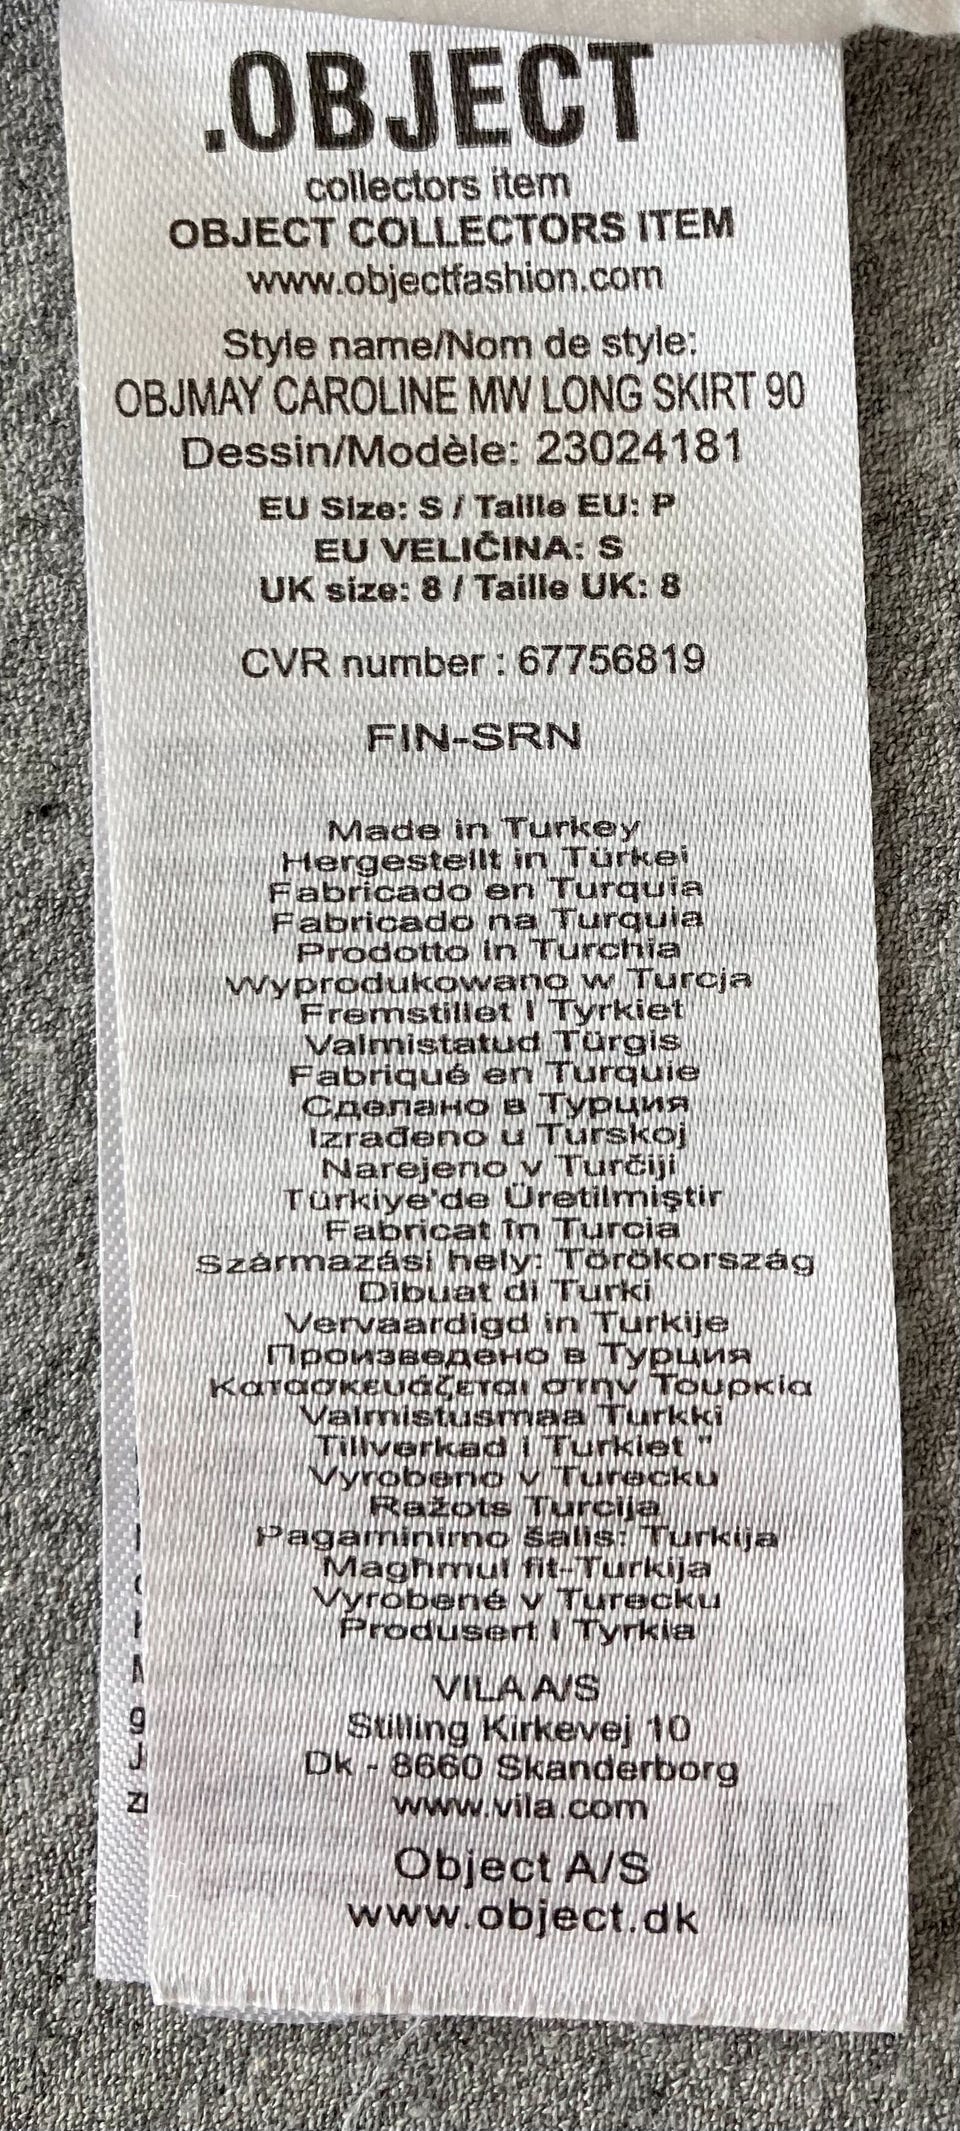 .OBJECT
collectors item
OBJECT COLLECTORS ITEM
www.objectfashion.com
Style name/Nom de style:
OBJMAY CAROLINE MW LONG SKIRT 90
Dessin/Modèle: 23024181
EU Size: S / Taille EU: P
EU VELIČINA: S
UK size: 8 / Taille UK: 8
CVR number : 67756819
FIN-SRN
Made in Turkey
Hergestellt in Türkei
Fabricado en Turquia
Fabricado na Turquia
Prodotto in Turchia
Wyprodukowano w Turcja
Fremstillet I Tyrkiet
Valmistatud Türgis
Fabriqué en Turquie
Сделано в Турция
Izrađeno u Turskoj
Narejeno v Turčiji
Türkiye'de Üretilmiştir
Fabricat în Turcia
Származási hely: Törökország
Dibuat di Turki
Vervaardigd in Turkije
Произведено в Турция
Κατασκευάζεται στην Τουρκία
Valmistusmaa Turkki
Tillverkad i Turkiet "
Vyrobeno v Turecku
Ražots Turcija
Pagaminimo šalis: Turkija
Magħmul fit-Turkija
Vyrobené v Turecku
Produsert I Tyrkia
VILA A/S
Stilling Kirkevej 10
Dk - 8660 Skanderborg
www.vila.com
Object A/S
www.object.dk